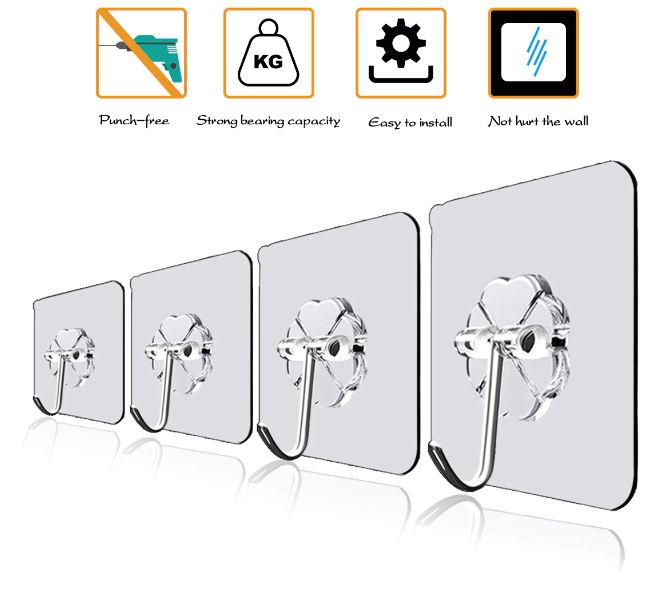 KG
Punch-free
Strong bearing capacity
Easy to install
Not hurt the wall